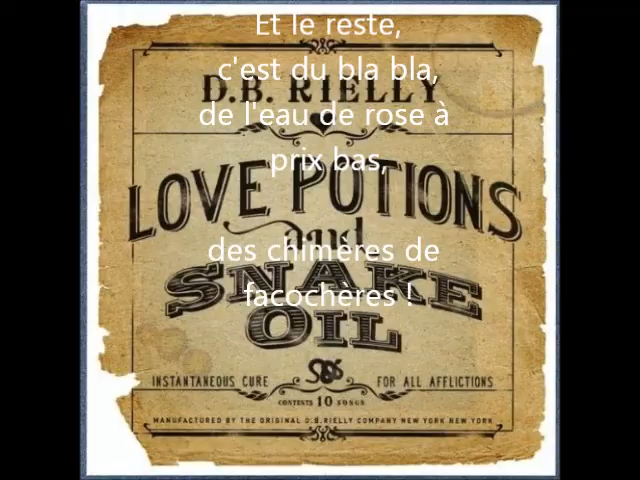 Et le reste,
c'est du bla bla,
D.B. RIELLY
de l'eau de rose à
prix bas,
LOVE POTIONS
and
des chimères de
SNAKE
facochères !
OIL
INSTANTANEOUS CURE FOR ALL AFFLICTIONS
CONTENTS 10 SONGS
MANUFACTURED BY THE ORIGINAL D.B.RIELLY COMPANY NEW YORK NEW YORK